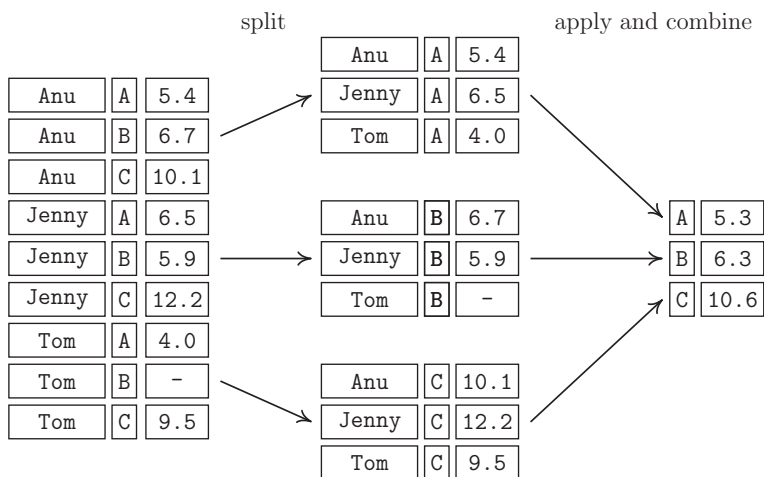 split
apply and combine
Anu A 5.4
Anu B 6.7
Anu C 10.1
Jenny A 6.5
Jenny B 5.9
Jenny C 12.2
Tom A 4.0
Tom B -
Tom C 9.5
Anu A 5.4
Jenny A 6.5
Tom A 4.0
Anu B 6.7
Jenny B 5.9
Tom B -
Anu C 10.1
Jenny C 12.2
Tom C 9.5
A 5.3
B 6.3
C 10.6